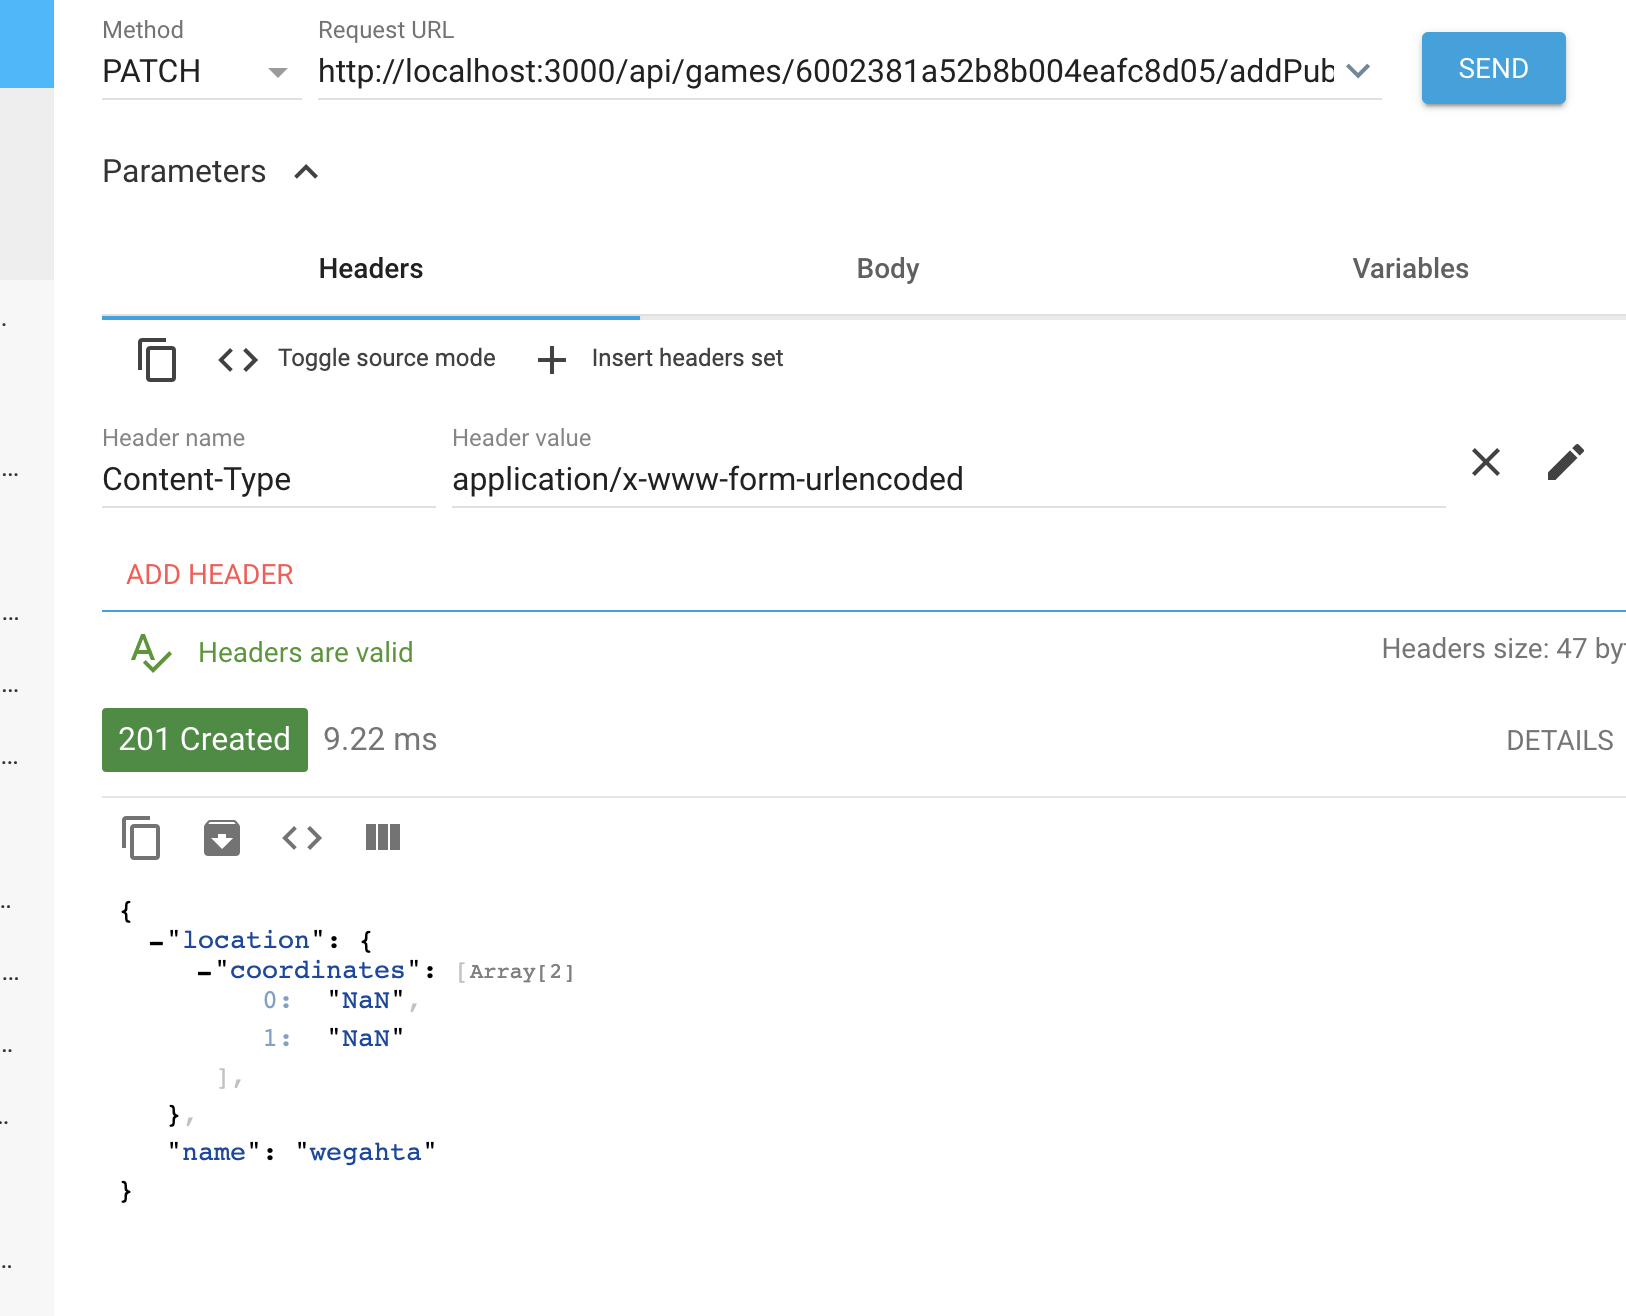 Method
Request URL
PATCH
http://localhost:3000/api/games/6002381a52b8b004eafc8d05/addPub
SEND
Parameters
Headers
Body
Variables
Toggle source mode
Insert headers set
Header name
Header value
Content-Type
application/x-www-form-urlencoded
ADD HEADER
Headers are valid
Headers size: 47 byt
201 Created
9.22 ms
DETAILS
{
"location": {
"coordinates": [Array[2]
0: "NaN",
1: "NaN"
],
},
"name": "wegahta"
}